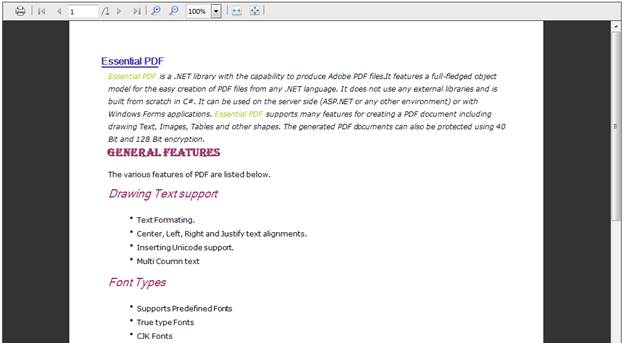 1 /1 100%
Essential PDF
Essential PDF is a .NET library with the capability to produce Adobe PDF files.It features a full-fledged object
model for the easy creation of PDF files from any .NET language. It does not use any external libraries and is
built from scratch in C#. It can be used on the server side (ASP.NET or any other environment) or with
Windows Forms applications. Essential PDF supports many features for creating a PDF document including
drawing Text, Images, Tables and other shapes. The generated PDF documents can also be protected using 40
Bit and 128 Bit encryption.
GENERAL FEATURES
The various features of PDF are listed below.
Drawing Text support
• Text Formating.
• Center, Left, Right and Justify text alignments.
• Inserting Unicode support.
• Multi Coumn text
Font Types
• Supports Predefined Fonts
• True type Fonts
• CJK Fonts